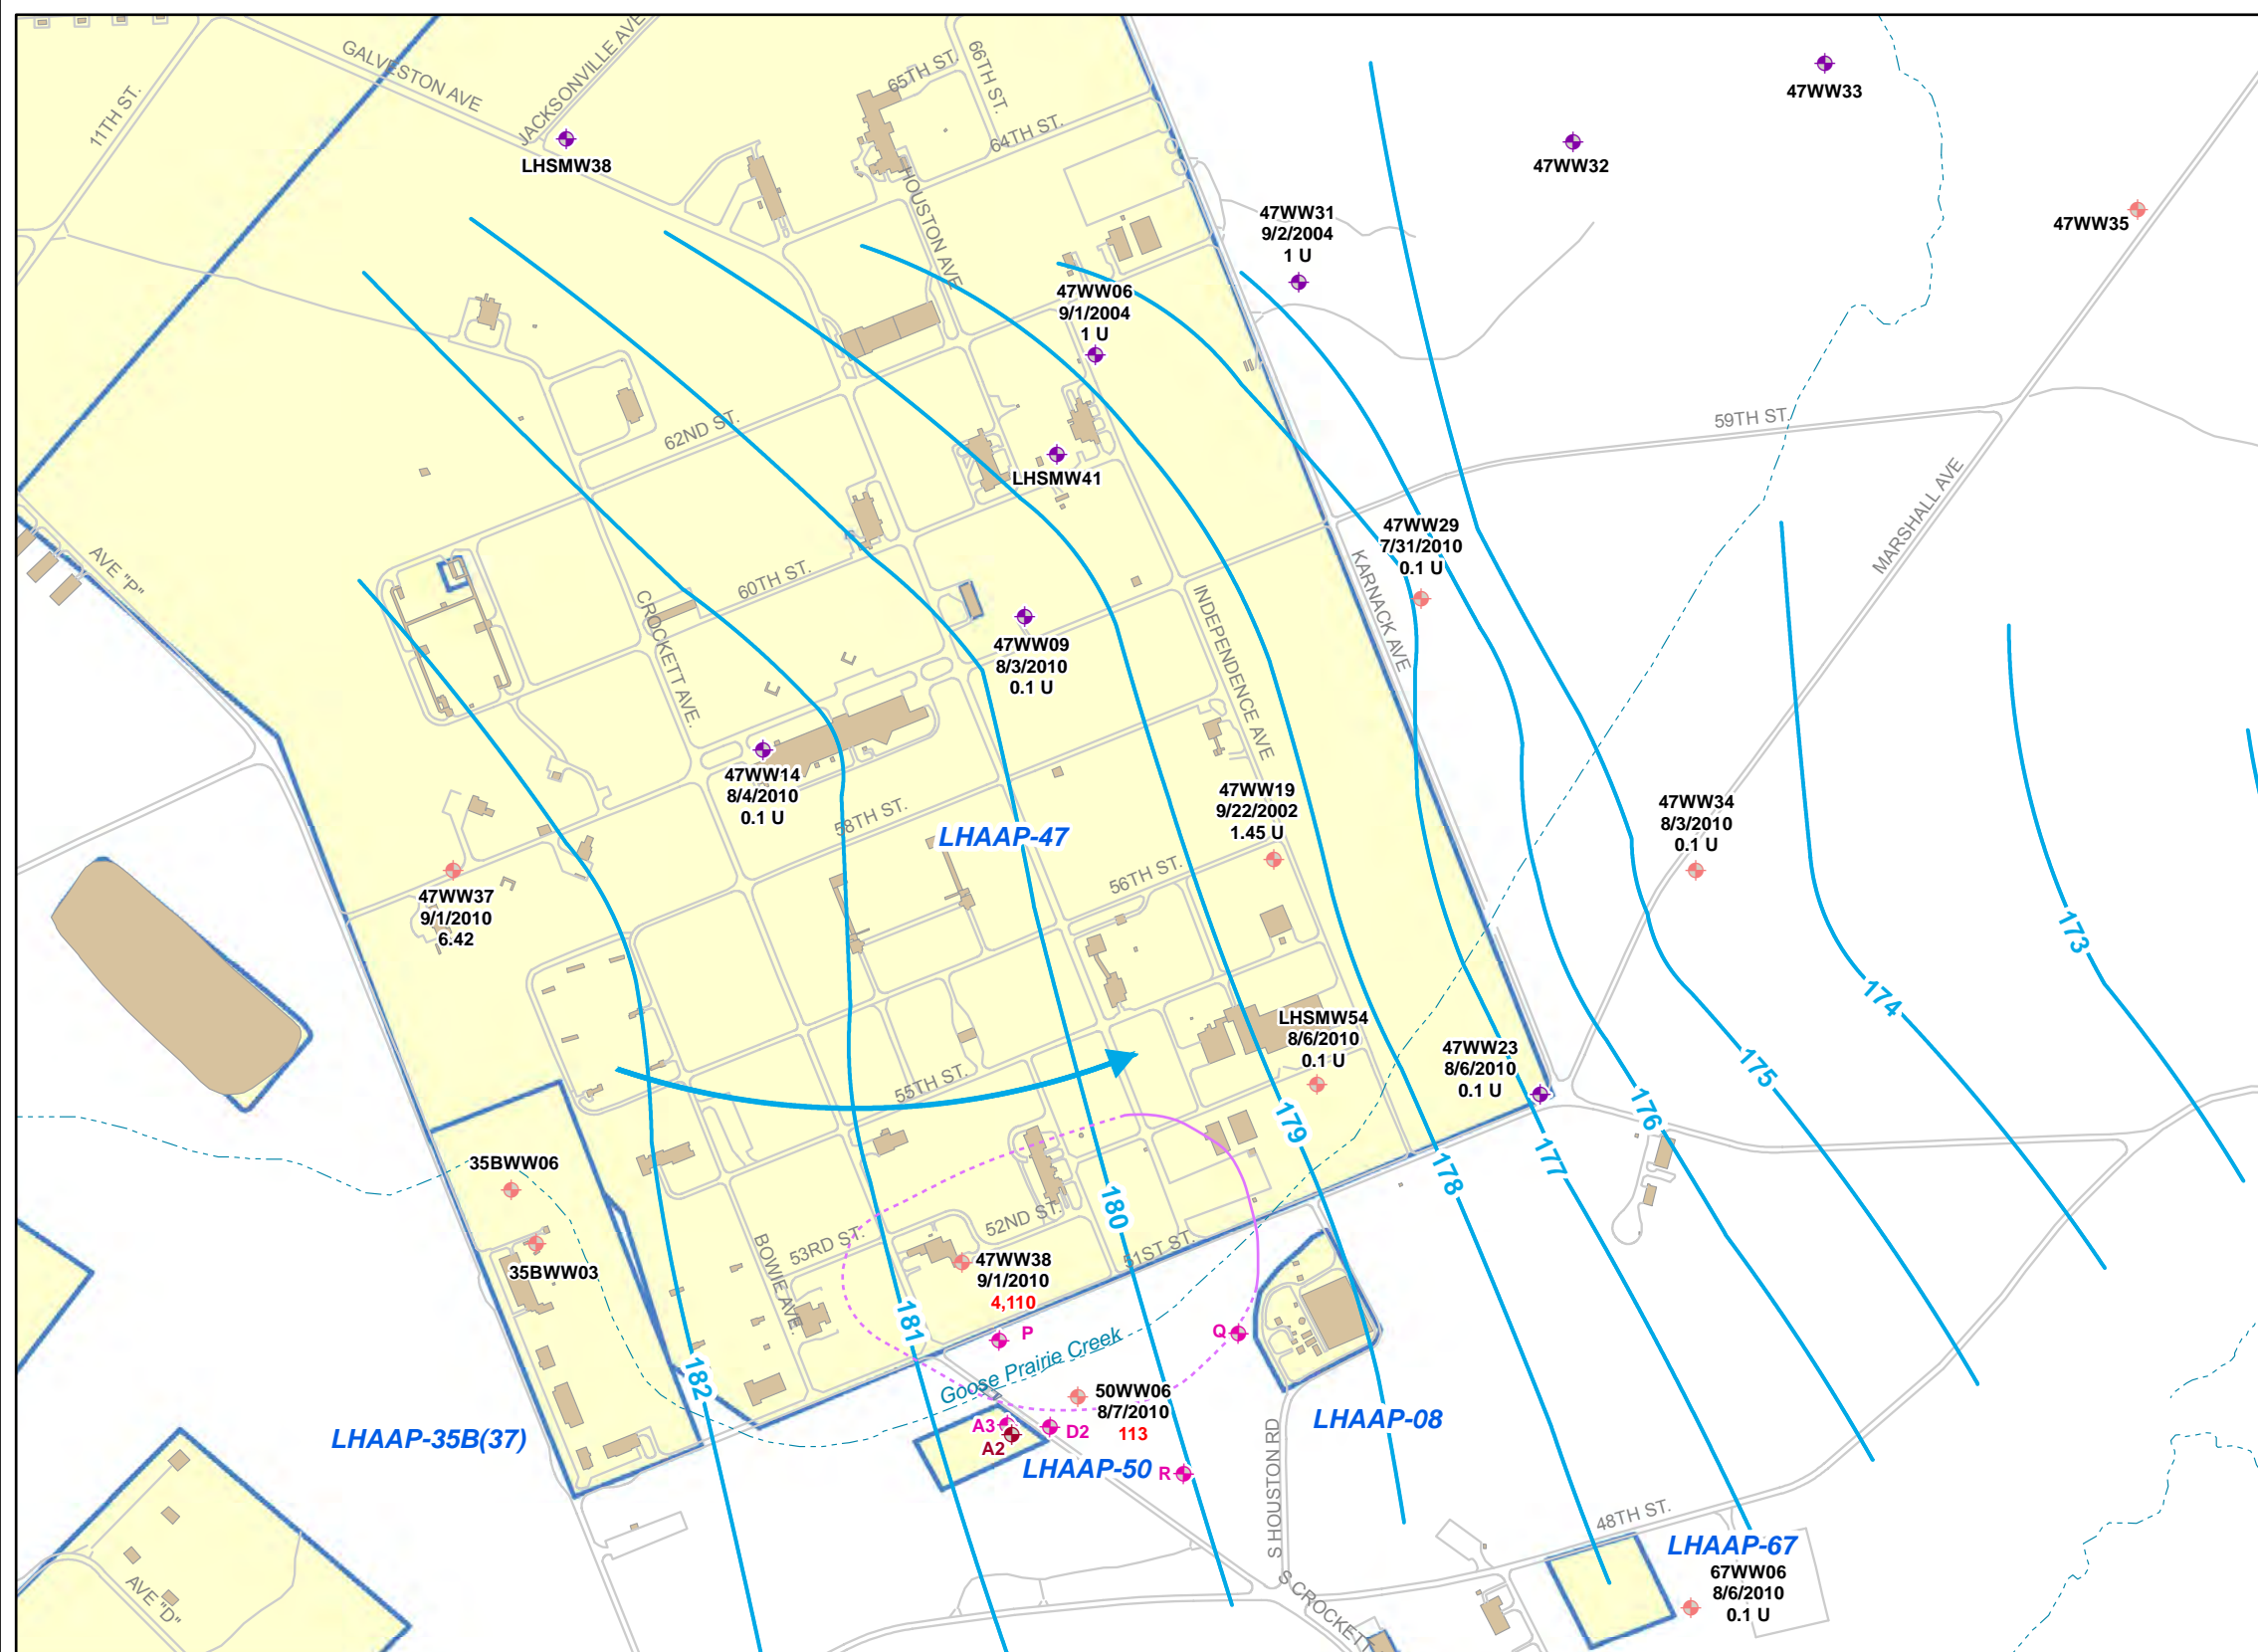 GALVESTON AVE
JACKSONVILLE AVE
11TH ST.
65TH ST.
66TH ST.
64TH ST.
HOUSTON AVE
LHSMW38
47WW33
47WW32
47WW35
47WW31
9/2/2004
1 U
47WW06
9/1/2004
1 U
62ND ST.
LHSMW41
59TH ST.
MARSHALL AVE
47WW29
7/31/2010
0.1 U
KARNACK AVE
AVE "P"
60TH ST.
CROCKETT AVE.
INDEPENDENCE AVE
47WW09
8/3/2010
0.1 U
47WW14
8/4/2010
0.1 U
58TH ST.
LHAAP-47
47WW19
9/22/2002
1.45 U
47WW34
8/3/2010
0.1 U
56TH ST.
47WW37
9/1/2010
6.42
173
174
175
176
177
178
179
180
181
182
LHSMW54
8/6/2010
0.1 U
47WW23
8/6/2010
0.1 U
55TH ST.
35BWW06
35BWW03
BOWIE AVE.
53RD ST.
52ND ST.
51ST ST.
47WW38
9/1/2010
4,110
P
Q
Goose Prairie Creek
50WW06
8/7/2010
113
A3
A2
D2
R
LHAAP-35B(37)
LHAAP-50
LHAAP-08
S HOUSTON RD
48TH ST.
LHAAP-67
67WW06
8/6/2010
0.1 U
S CROCKETT
AVE "D"